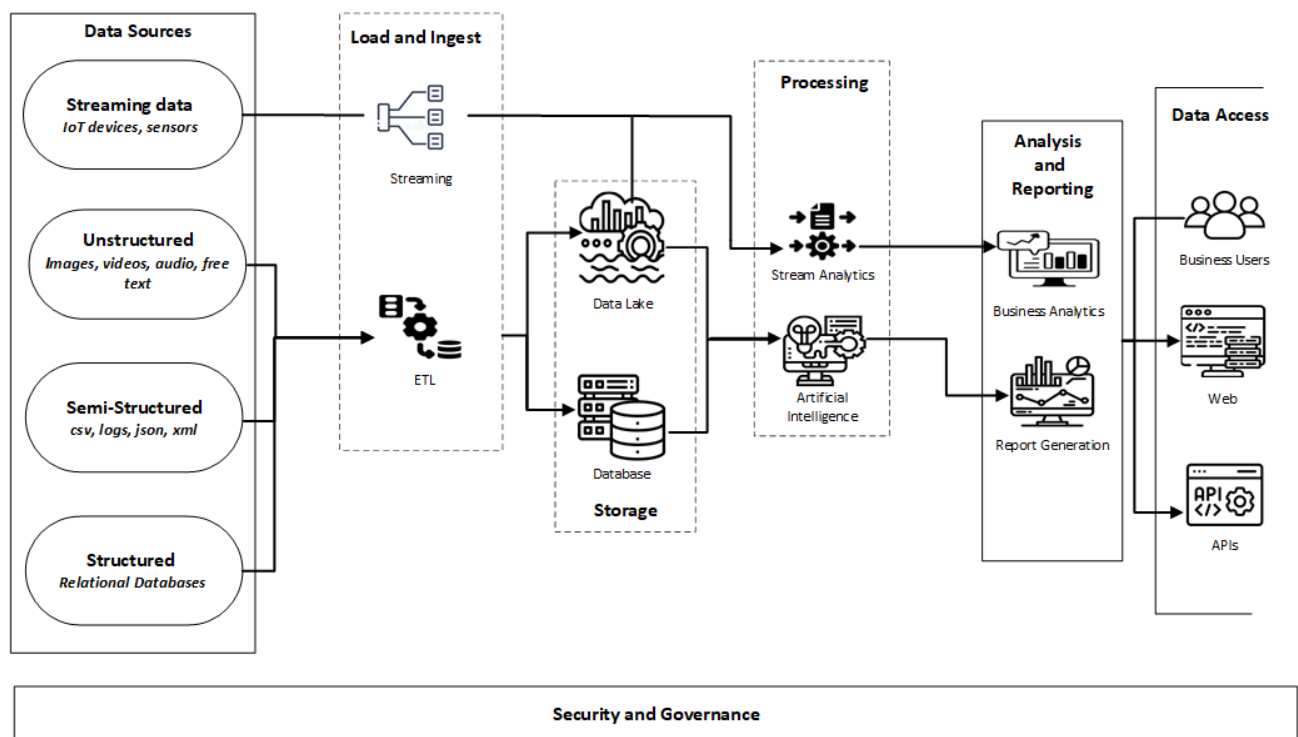 Data Sources
Streaming data
IoT devices, sensors
Unstructured
Images, videos, audio, free
text
Semi-Structured
csv, logs, json, xml
Structured
Relational Databases
Load and Ingest
Streaming
ETL
Data Lake
Database
Storage
Processing
Stream Analytics
Artificial
Intelligence
Analysis
and
Reporting
Business Analytics
Report Generation
Data Access
Business Users
</>
Web
API
</>
APIs
Security and Governance